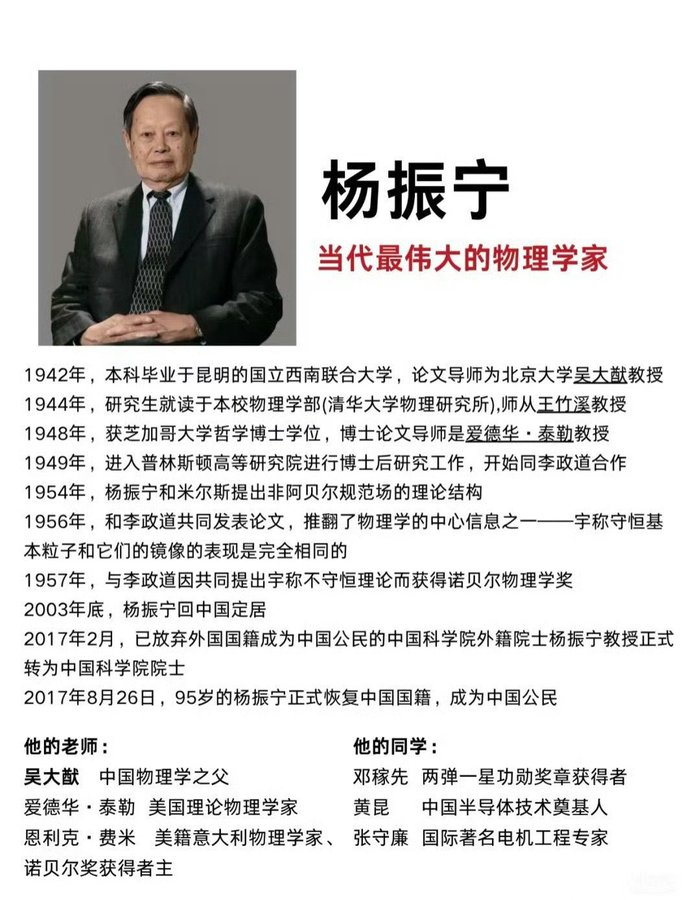 杨振宁
当代最伟大的物理学家
1942年，本科毕业于昆明的国立西南联合大学，论文导师为北京大学吴大猷教授
1944年，研究生就读于本校物理学部(清华大学物理研究所),师从王竹溪教授
1948年，获芝加哥大学哲学博士学位，博士论文导师是爱德华·泰勒教授
1949年，进入普林斯顿高等研究院进行博士后研究工作，开始同李政道合作
1954年，杨振宁和米尔斯提出非阿贝尔规范场的理论结构
1956年，和李政道共同发表论文，推翻了物理学的中心信息之一——宇称守恒基
本粒子和它们的镜像的表现是完全相同的
1957年，与李政道因共同提出宇称不守恒理论而获得诺贝尔物理学奖
2003年底，杨振宁回中国定居
2017年2月，已放弃外国国籍成为中国公民的中国科学院外籍院士杨振宁教授正式
转为中国科学院院士
2017年8月26日，95岁的杨振宁正式恢复中国国籍，成为中国公民
他的老师：
吴大猷 中国物理学之父
爱德华·泰勒 美国理论物理学家
恩利克·费米 美籍意大利物理学家、
诺贝尔奖获得者主
他的同学：
邓稼先 两弹一星功勋奖章获得者
黄昆 中国半导体技术奠基人
张守廉 国际著名电机工程专家